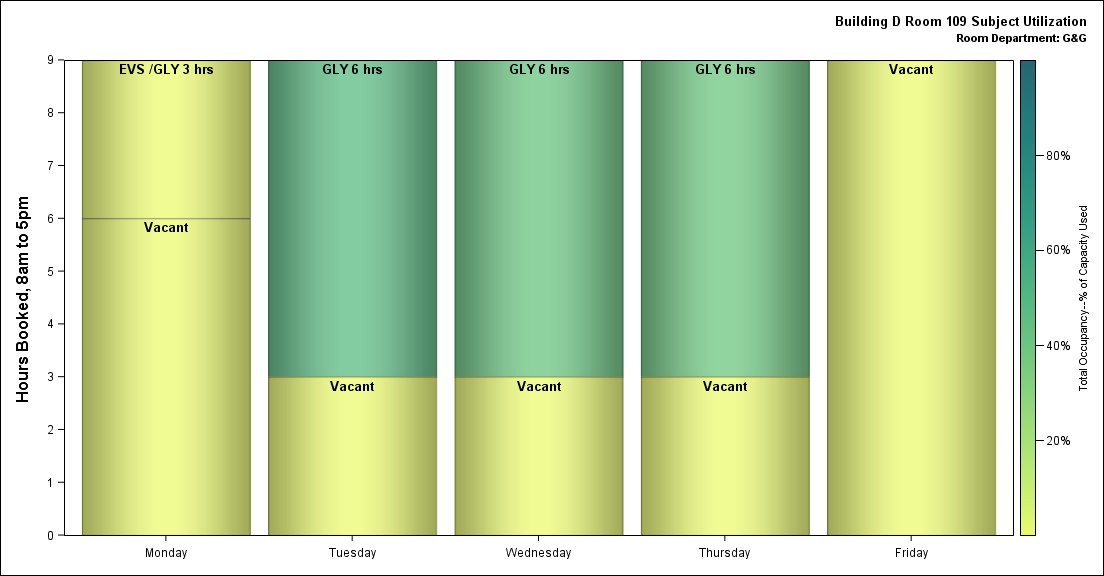 Building D Room 109 Subject Utilization
Room Department: G&G
Hours Booked, 8am to 5pm
9
8
7
6
5
4
3
2
1
0
EVS /GLY 3 hrs
Vacant
GLY 6 hrs
Vacant
GLY 6 hrs
Vacant
GLY 6 hrs
Vacant
Vacant
Monday
Tuesday
Wednesday
Thursday
Friday
80%
60%
40%
20%
Total Occupancy--% of Capacity Used